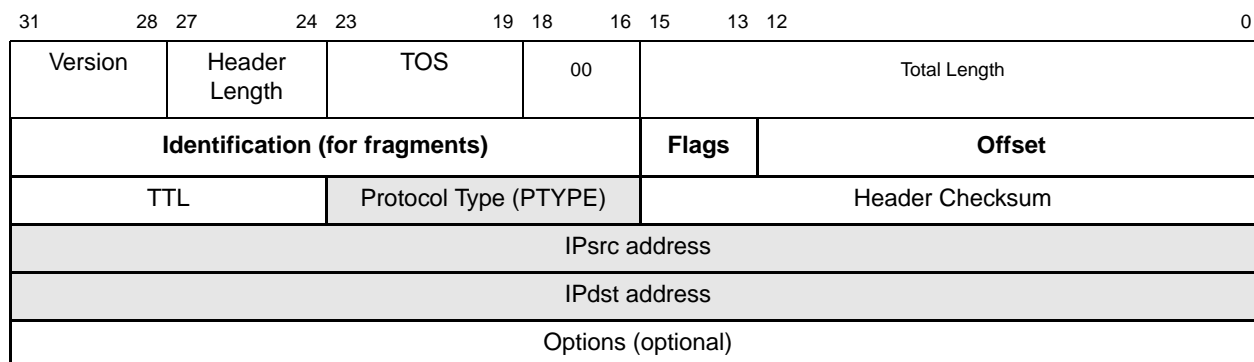 31 28 27 24 23 19 18 16 15 13 12 0
Version Header Length TOS 00 Total Length
Identification (for fragments) Flags Offset
TTL Protocol Type (PTYPE) Header Checksum
IPsrc address
IPdst address
Options (optional)